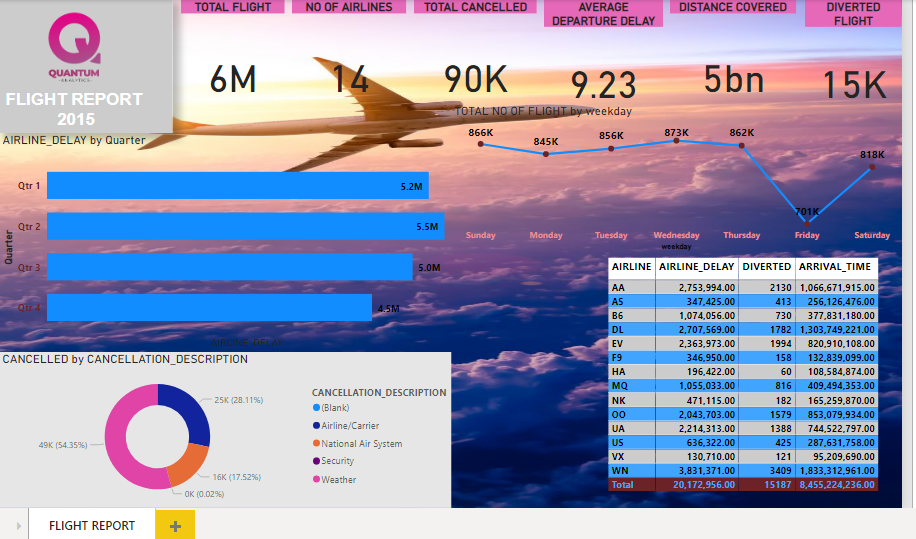 TOTAL FLIGHT
NO OF AIRLINES
TOTAL CANCELLED
AVERAGE
DEPARTURE DELAY
DISTANCE COVERED
DIVERTED
FLIGHT
QUANTUM
ANALYTICS
FLIGHT REPORT
2015
6M
14
90K
9.23
5bn
15K
AIRLINE_DELAY by Quarter
Quarter
Qtr 1 5.2M
Qtr 2 5.5M
Qtr 3 5.0M
Qtr 4 4.5M
AIRLINE_DELAY
TOTAL NO OF FLIGHT by weekday
866K 845K 856K 873K 862K 701K 818K
Sunday Monday Tuesday Wednesday Thursday Friday Saturday
weekday
AIRLINE AIRLINE_DELAY DIVERTED ARRIVAL_TIME
AA 2,753,994.00 2130 1,066,671,915.00
AS 347,425.00 413 256,126,476.00
B6 1,074,056.00 730 377,831,180.00
DL 2,707,569.00 1782 1,303,749,221.00
EV 2,363,973.00 1994 820,910,108.00
F9 346,950.00 158 132,839,099.00
HA 196,422.00 60 108,584,874.00
MQ 1,055,033.00 816 409,494,353.00
NK 471,115.00 182 165,259,870.00
OO 2,043,703.00 1579 853,079,934.00
UA 2,214,313.00 1388 744,522,797.00
US 636,322.00 425 287,631,758.00
VX 130,710.00 121 95,209,690.00
WN 3,831,371.00 3409 1,833,312,961.00
Total 20,172,956.00 15187 8,455,224,236.00
CANCELLED by CANCELLATION_DESCRIPTION
25K (28.11%)
49K (54.35%)
16K (17.52%)
0K (0.02%)
CANCELLATION_DESCRIPTION
(Blank)
Airline/Carrier
National Air System
Security
Weather
FLIGHT REPORT